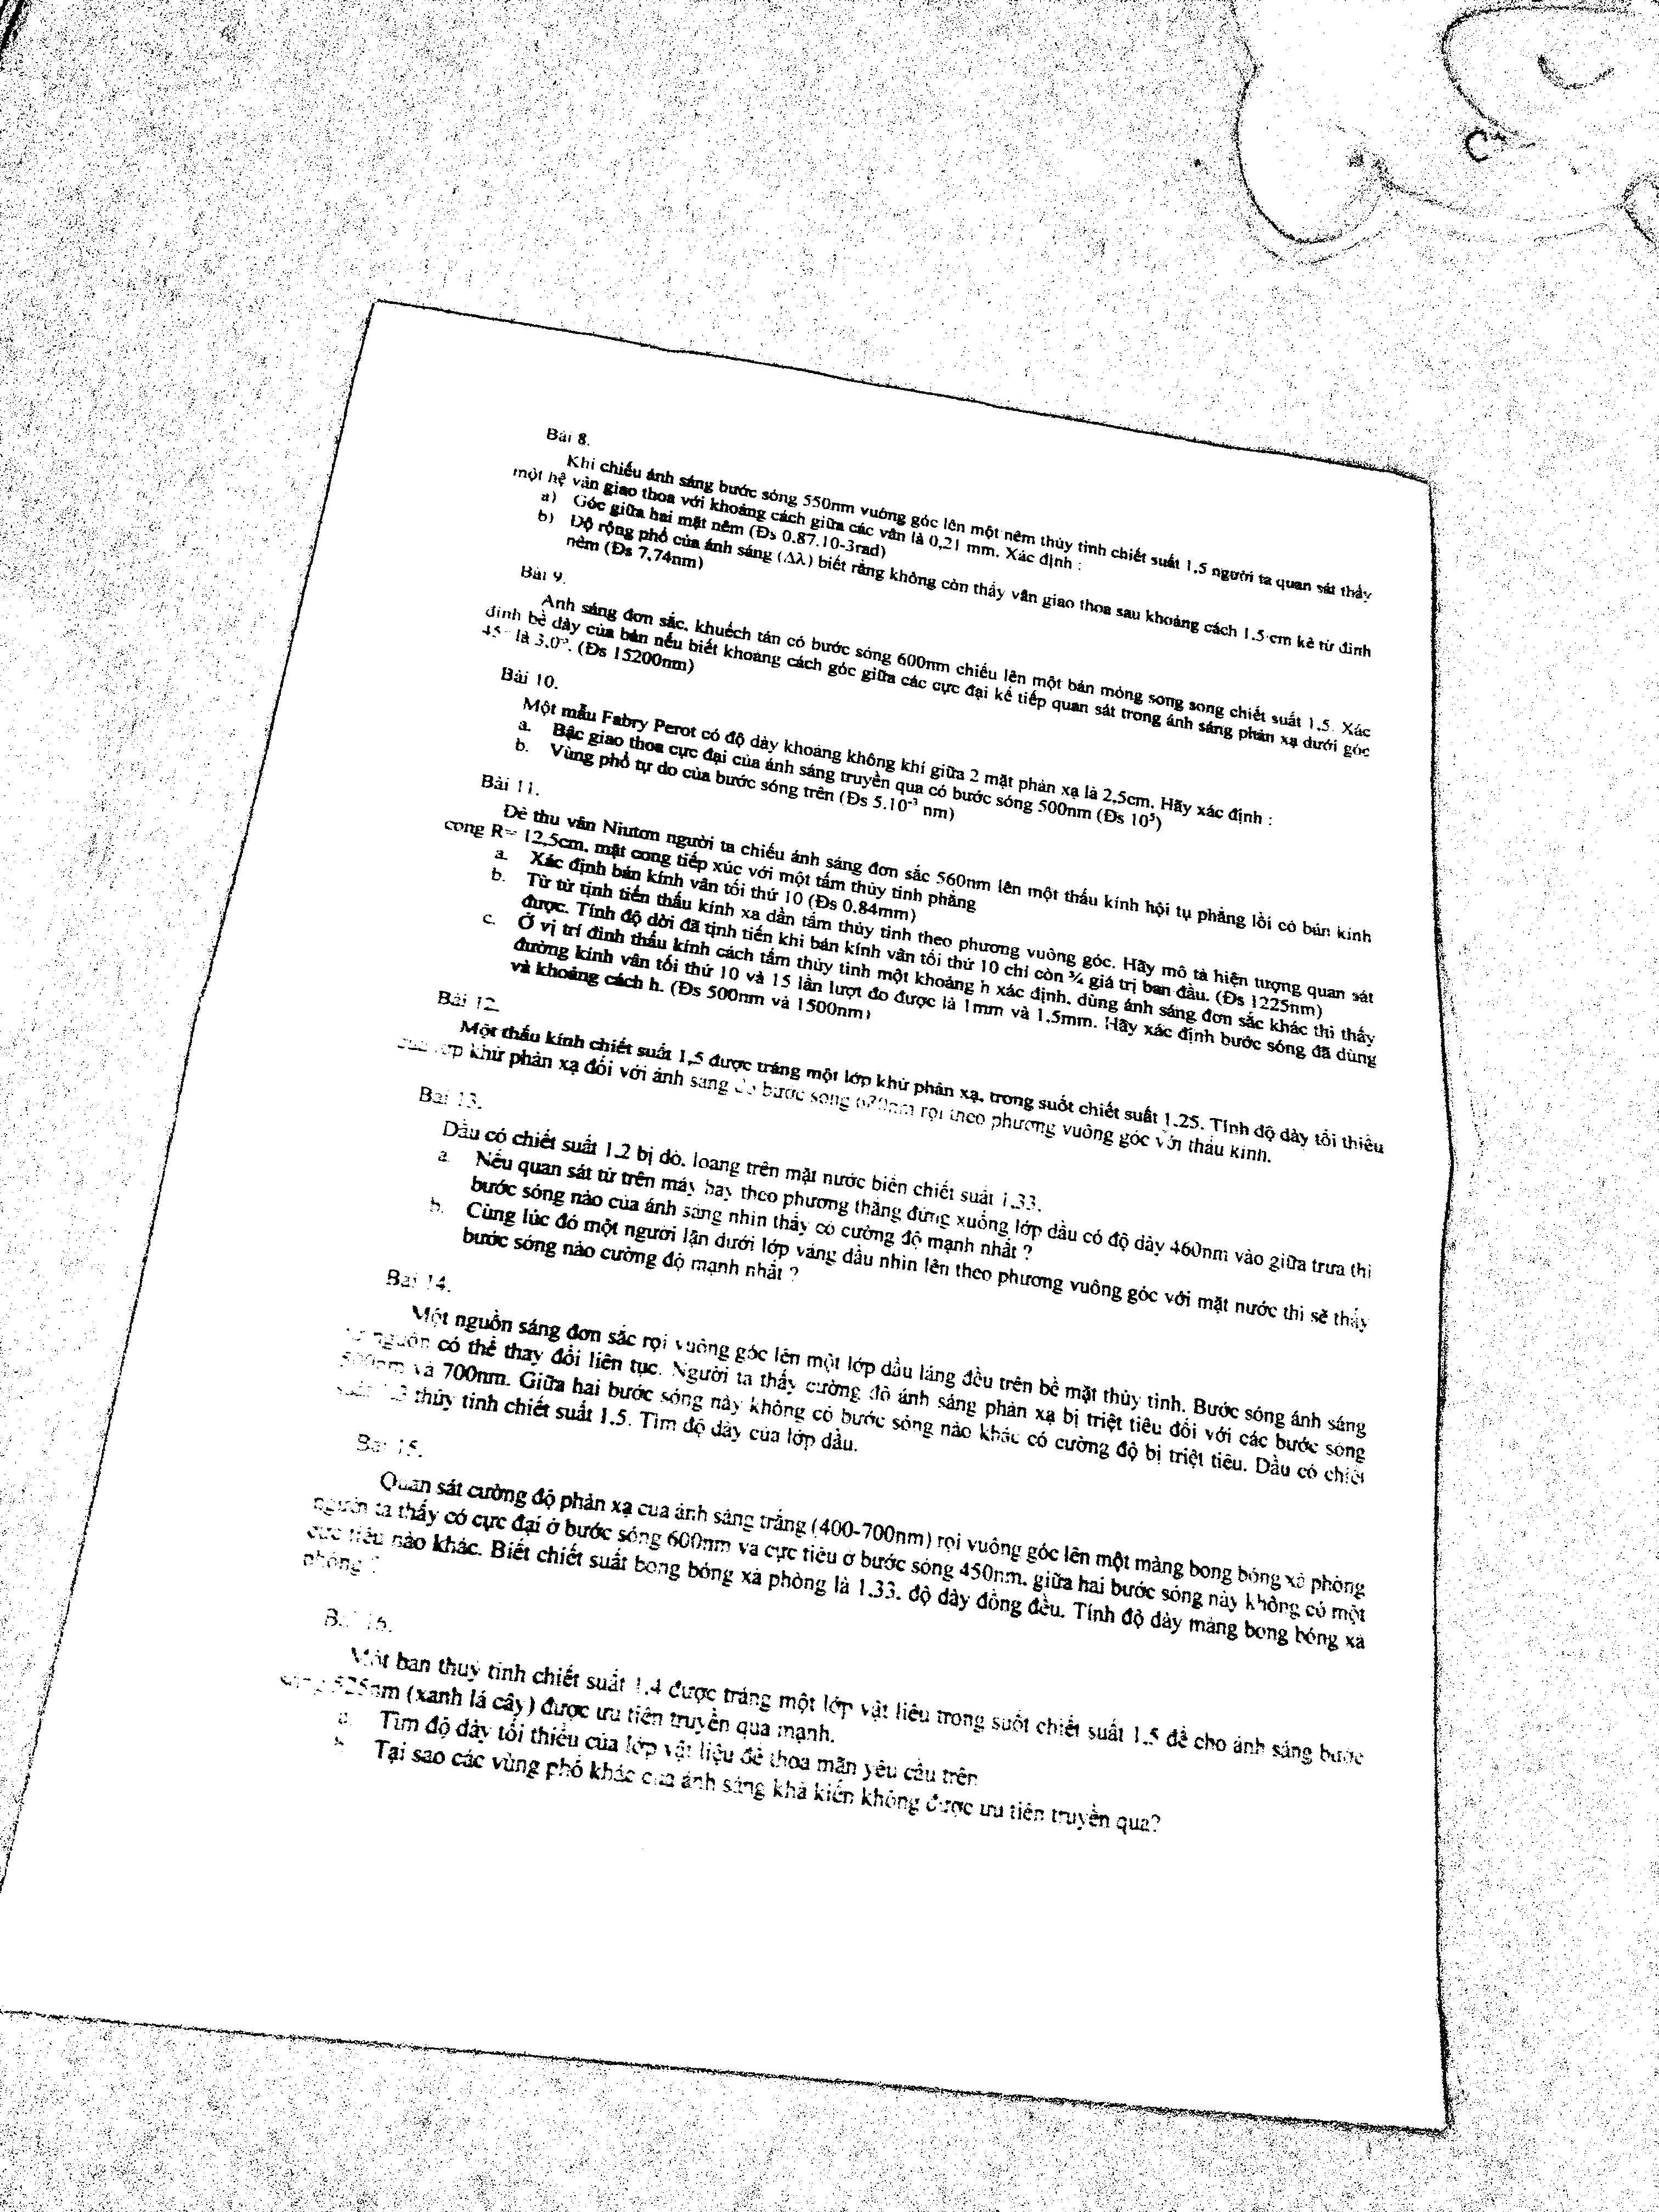 Bài 8.
Khi chiếu ánh sáng bước sóng 550nm vuông góc lên một nêm thủy tinh chiết suất 1.5 người ta quan sát thấy
một hệ vân giao thoa với khoảng cách giữa các vân là 0,21 mm. Xác định :
a) Góc giữa hai mặt nêm (Đs 0.87.10-3rad)
b) Độ rộng phổ của ánh sáng (Δλ) biết rằng không còn thấy vân giao thoa sau khoảng cách 1.5 cm kể từ đỉnh
nêm (Đs 7.74nm)
Bài 9.
Ánh sáng đơn sắc, khuếch tán có bước sóng 600nm chiếu lên một bản mỏng song song chiết suất 1.5. Xác
định bề dày của bản nếu biết khoảng cách góc giữa các cực đại kế tiếp quan sát trong ánh sáng phản xạ dưới góc
45° là 3.0°. (Đs 15200nm)
Bài 10.
Một mẫu Fabry Perot có độ dày khoảng không khí giữa 2 mặt phản xạ là 2,5cm. Hãy xác định :
a. Bậc giao thoa cực đại của ánh sáng truyền qua có bước sóng 500nm (Đs 10⁵)
b. Vùng phổ tự do của bước sóng trên (Đs 5.10⁻³ nm)
Bài 11.
Để thu vân Niutơn người ta chiếu ánh sáng đơn sắc 560nm lên một thấu kính hội tụ phẳng lồi có bán kính
cong R= 12,5cm, mặt cong tiếp xúc với một tấm thủy tinh phẳng
a. Xác định bán kính vân tối thứ 10 (Đs 0.84mm)
b. Từ từ tịnh tiến thấu kính xa dần tấm thủy tinh theo phương vuông góc. Hãy mô tả hiện tượng quan sát
được. Tính độ dời đã tịnh tiến khi bán kính vân tối thứ 10 chỉ còn ¾ giá trị ban đầu. (Đs 1225nm)
c. Ở vị trí đỉnh thấu kính cách tấm thủy tinh một khoảng h xác định, dùng ánh sáng đơn sắc khác thì thấy
đường kính vân tối thứ 10 và 15 lần lượt đo được là 1mm và 1.5mm. Hãy xác định bước sóng đã dùng
và khoảng cách h. (Đs 500nm và 1500nm)
Bài 12.
Một thấu kính chiết suất 1,5 được tráng một lớp khử phản xạ, trong suốt chiết suất 1.25. Tính độ dày tối thiểu
khử phản xạ đối với ánh sáng bước sóng rọi theo phương vuông góc với thấu kính.
Bài 13.
Dầu có chiết suất 1.2 bị dò, loang trên mặt nước biển chiết suất 1.33.
a. Nếu quan sát từ trên máy bay theo phương thẳng đứng xuống lớp dầu có độ dày 460nm vào giữa trưa thì
bước sóng nào của ánh sáng nhìn thấy có cường độ mạnh nhất ?
b. Cùng lúc đó một người lặn dưới lớp váng dầu nhìn lên theo phương vuông góc với mặt nước thì sẽ thấy
bước sóng nào cường độ mạnh nhất ?
Bài 14.
Một nguồn sáng đơn sắc rọi vuông góc lên một lớp dầu láng đều trên bề mặt thủy tinh. Bước sóng ánh sáng
nguồn có thể thay đổi liên tục. Người ta thấy cường độ ánh sáng phản xạ bị triệt tiêu đối với các bước sóng
500nm và 700nm. Giữa hai bước sóng này không có bước sóng nào khác có cường độ bị triệt tiêu. Dầu có chiết
thủy tinh chiết suất 1.5. Tìm độ dày của lớp dầu.
Bài 15.
Quan sát cường độ phản xạ của ánh sáng trắng (400-700nm) rọi vuông góc lên một màng bong bóng xà phòng
người ta thấy có cực đại ở bước sóng 600nm và cực tiểu ở bước sóng 450nm, giữa hai bước sóng này không có một
cực tiểu nào khác. Biết chiết suất bong bóng xà phòng là 1.33, độ dày đồng đều. Tính độ dày màng bong bóng xà
phòng ?
Bài 16.
Một bản thuỷ tinh chiết suất 1.4 được tráng một lớp vật liệu trong suốt chiết suất 1.5 để cho ánh sáng bước
sóng 525nm (xanh lá cây) được ưu tiên truyền qua mạnh.
a. Tìm độ dày tối thiểu của lớp vật liệu để thỏa mãn yêu cầu trên
Tại sao các vùng phổ khác của ánh sáng khả kiến không được ưu tiên truyền qua?